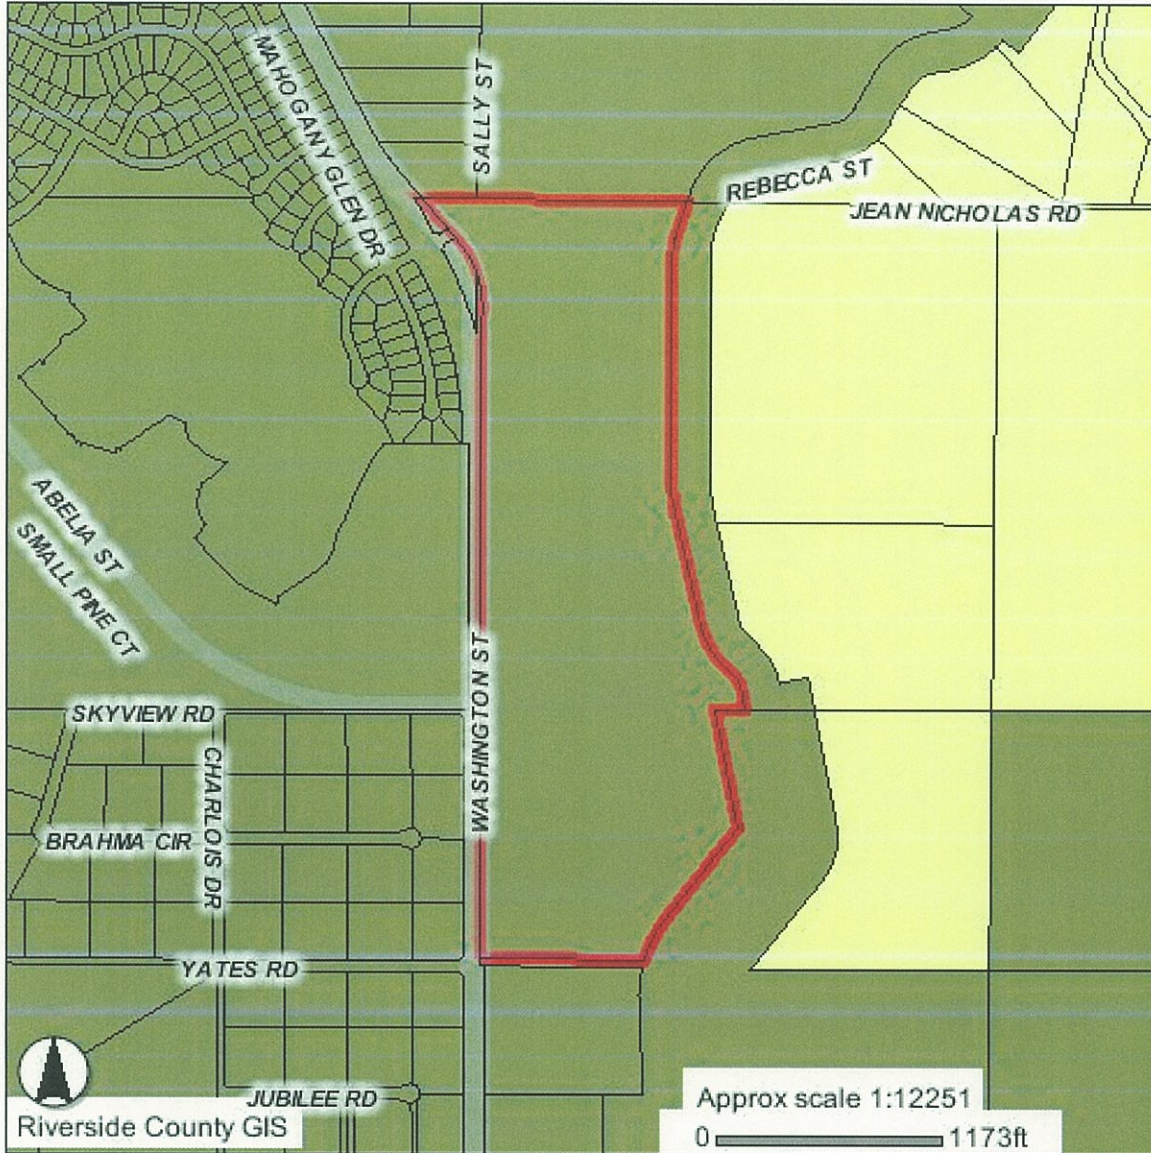 MAHOGANY GLEN DR
SALLY ST
REBECCA ST
JEAN NICHOLAS RD
ABELIA ST
SMALL PINE CT
WASHINGTON ST
SKYVIEW RD
CHARLOIS DR
BRAHMA CIR
YATES RD
JUBILEE RD
Riverside County GIS
Approx scale 1:12251
0 1173ft